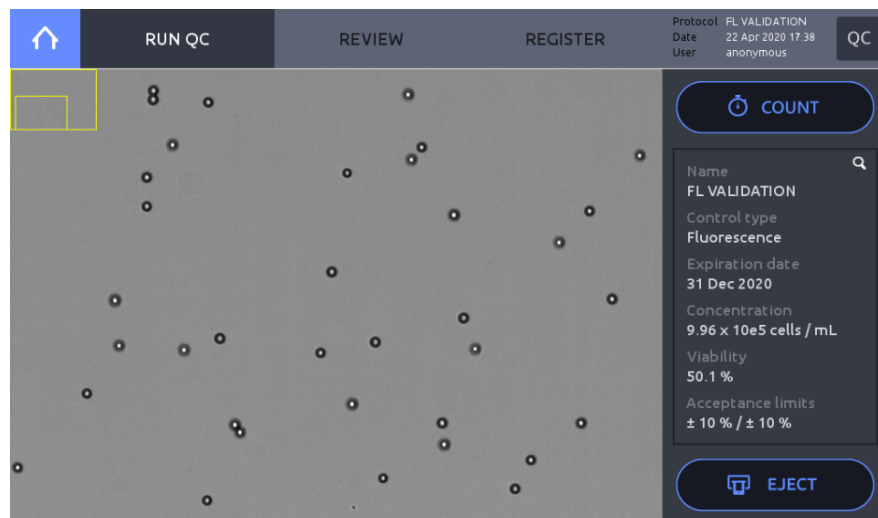 RUN QC
REVIEW
REGISTER
Protocol FL VALIDATION
Date 22 Apr 2020 17:38
User anonymous
QC
COUNT
Name
FL VALIDATION
Control type
Fluorescence
Expiration date
31 Dec 2020
Concentration
9.96 x 10e5 cells / mL
Viability
50.1 %
Acceptance limits
± 10 % / ± 10 %
EJECT